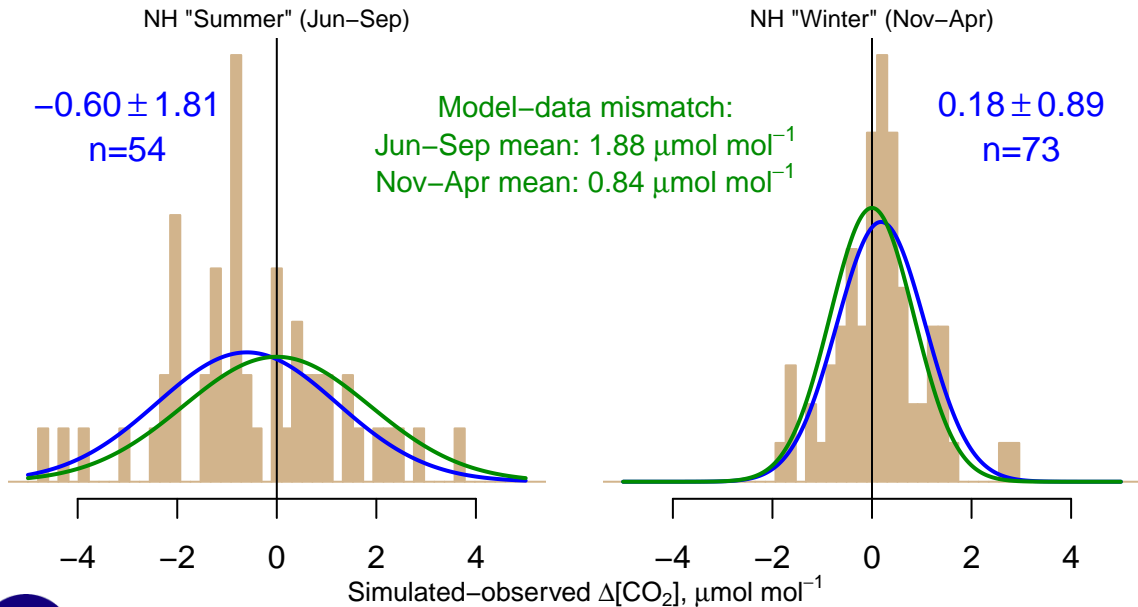 NH "Summer" (Jun−Sep)
NH "Winter" (Nov−Apr)
−0.60 ± 1.81
n=54
Model−data mismatch:
Jun−Sep mean: 1.88 μmol mol⁻¹
Nov−Apr mean: 0.84 μmol mol⁻¹
0.18 ± 0.89
n=73
−4 −2 0 2 4
−4 −2 0 2 4
Simulated−observed Δ[CO₂], μmol mol⁻¹